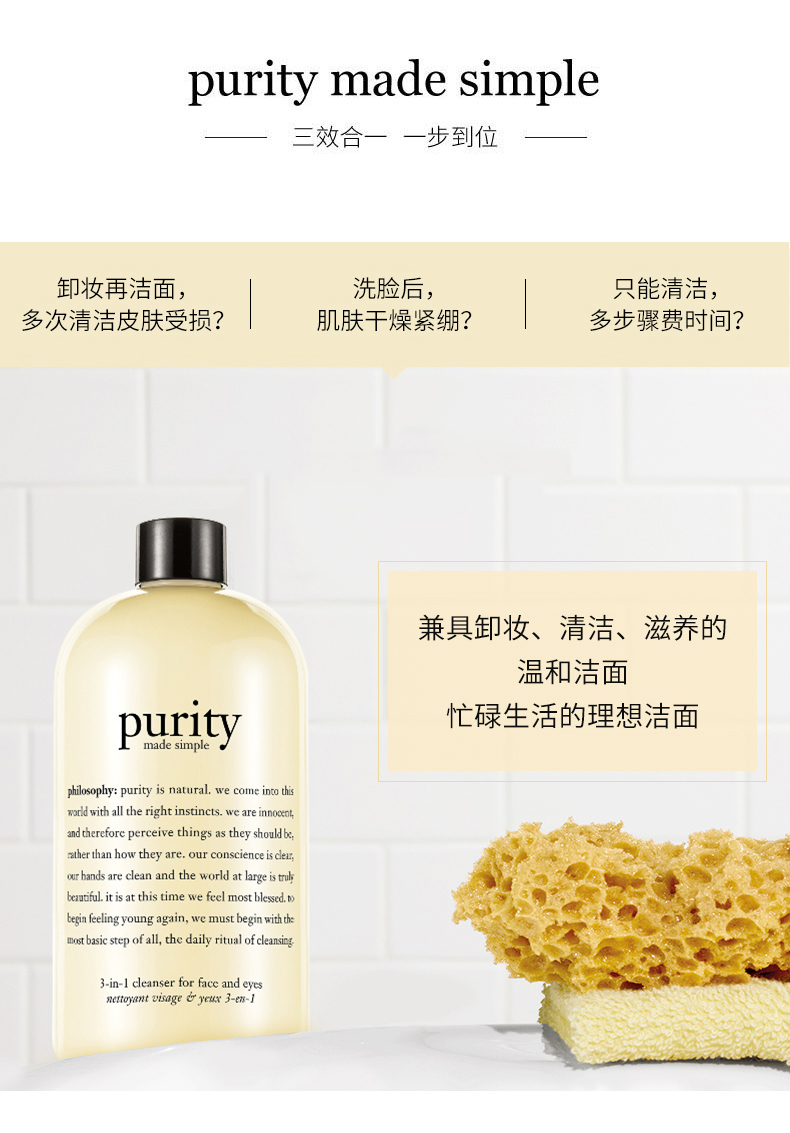 purity made simple
三效合一 一步到位
卸妆再洁面，
多次清洁皮肤受损？
洗脸后，
肌肤干燥紧绷？
只能清洁，
多步骤费时间？
兼具卸妆、清洁、滋养的
温和洁面
忙碌生活的理想洁面
purity
made simple
philosophy: purity is natural. we come into this
world with all the right instincts. we are innocent,
and therefore perceive things as they should be,
rather than how they are. our conscience is clear,
our hands are clean and the world at large is truly
beautiful. it is at this time we feel most blessed. to
begin feeling young again, we must begin with the
most basic step of all, the daily ritual of cleansing.
3-in-1 cleanser for face and eyes
nettoyant visage & yeux 3-en-1